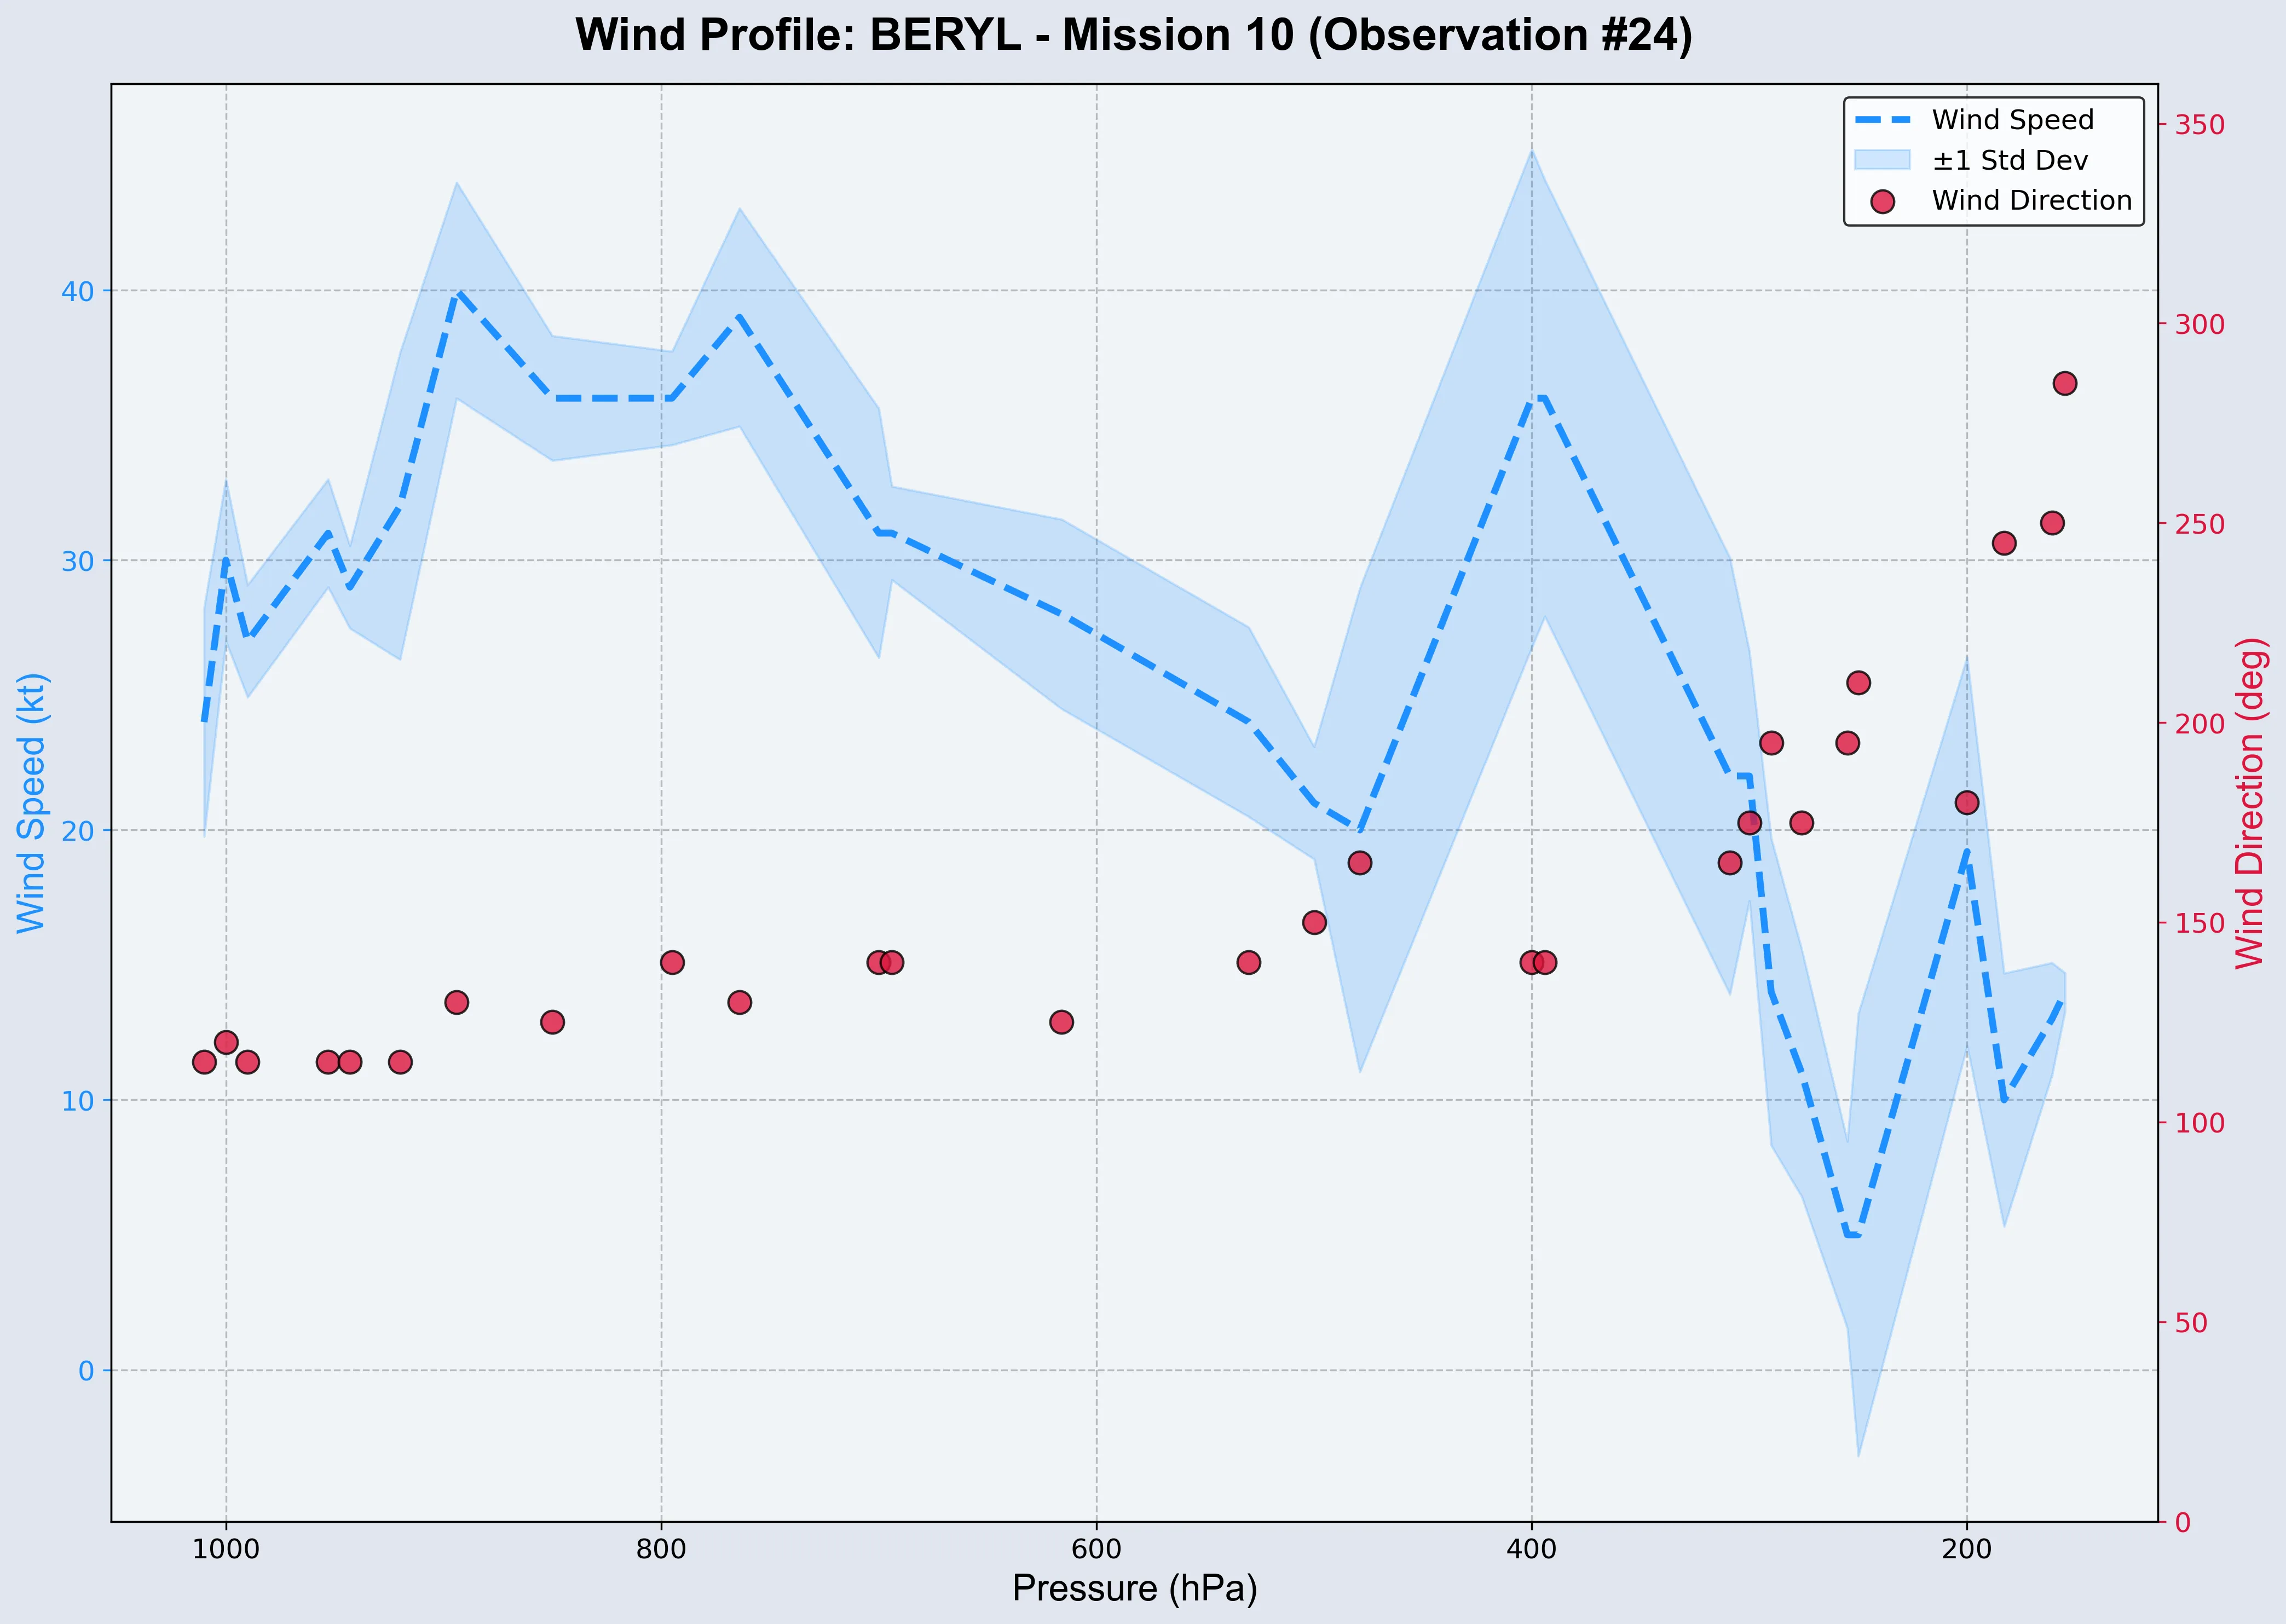 Wind Profile: BERYL - Mission 10 (Observation #24)
Wind Speed
±1 Std Dev
Wind Direction
Wind Speed (kt)
40
30
20
10
0
350
300
250
200
150
100
50
0
Wind Direction (deg)
1000
800
600
400
200
Pressure (hPa)